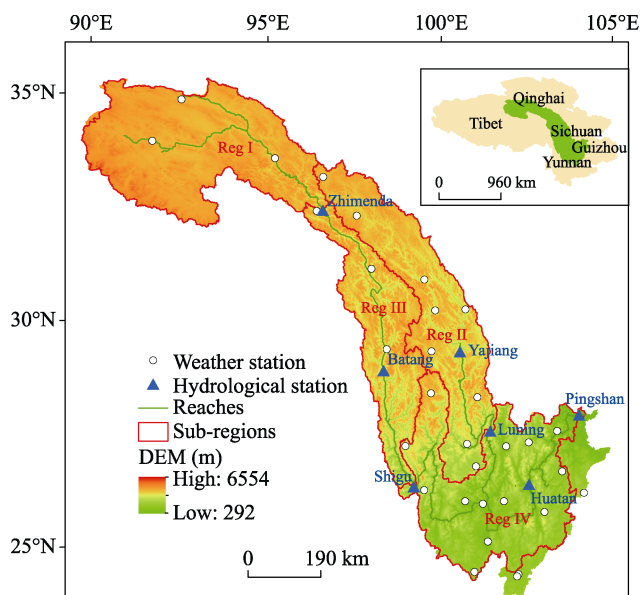 90°E 95°E 100°E 105°E
35°N
30°N
25°N
Qinghai
Tibet
Sichuan
Guizhou
Yunnan
0 960 km
Reg I
Zhimenda
Reg III
Reg II
Batang
Yajiang
Pingshan
Luning
Shigu
Huatan
Reg IV
Weather station
Hydrological station
Reaches
Sub-regions
DEM (m)
High: 6554
Low: 292
0 190 km